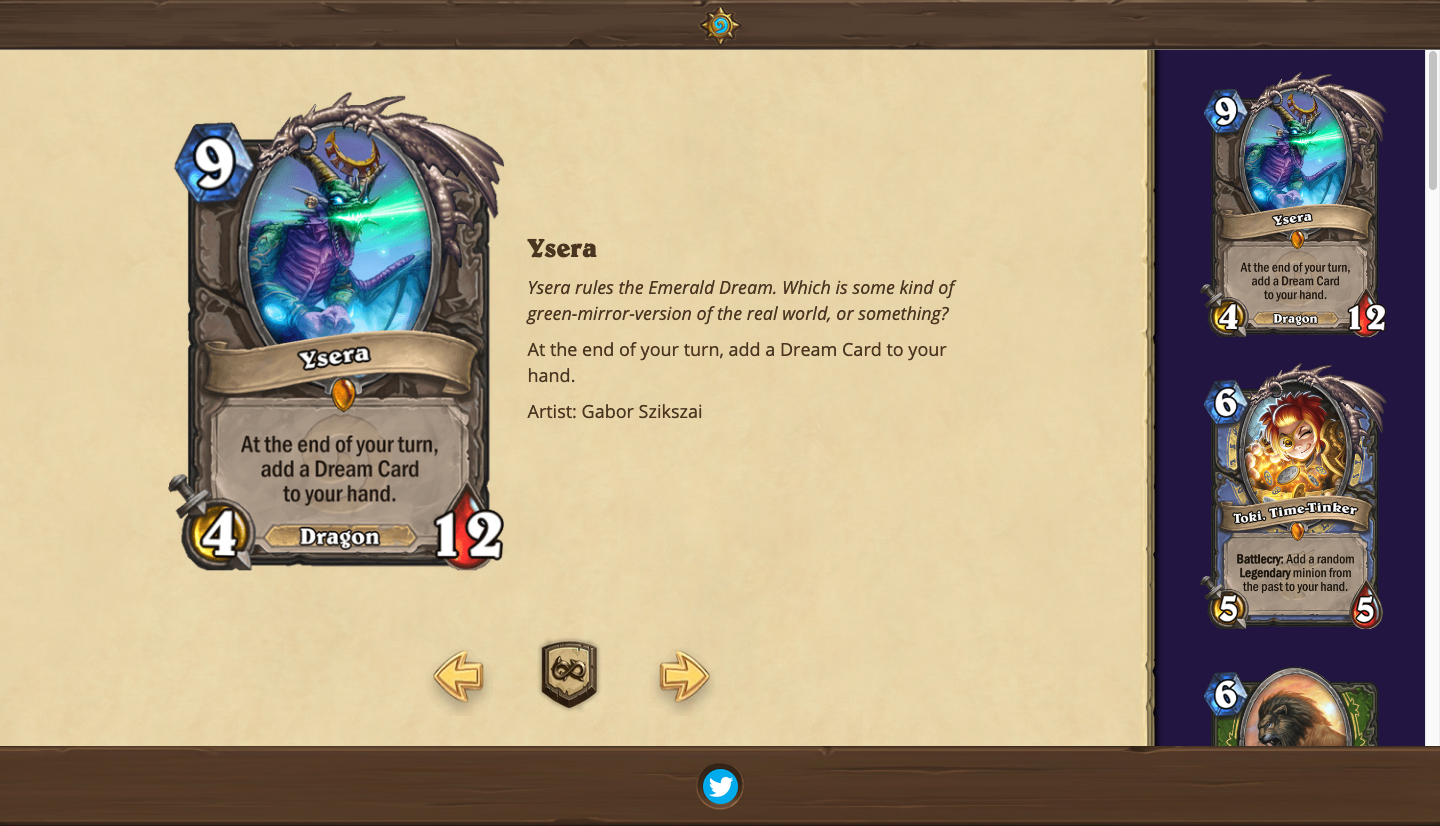 9
Ysera
At the end of your turn,
add a Dream Card
to your hand.
4
Dragon
12
Ysera
Ysera rules the Emerald Dream. Which is some kind of
green-mirror-version of the real world, or something?
At the end of your turn, add a Dream Card to your
hand.
Artist: Gabor Szikszai
9
Ysera
At the end of your turn,
add a Dream Card
to your hand.
4
Dragon
12
6
Toki, Time-Tinker
Battlecry: Add a random
Legendary minion from
the past to your hand.
5
5
6